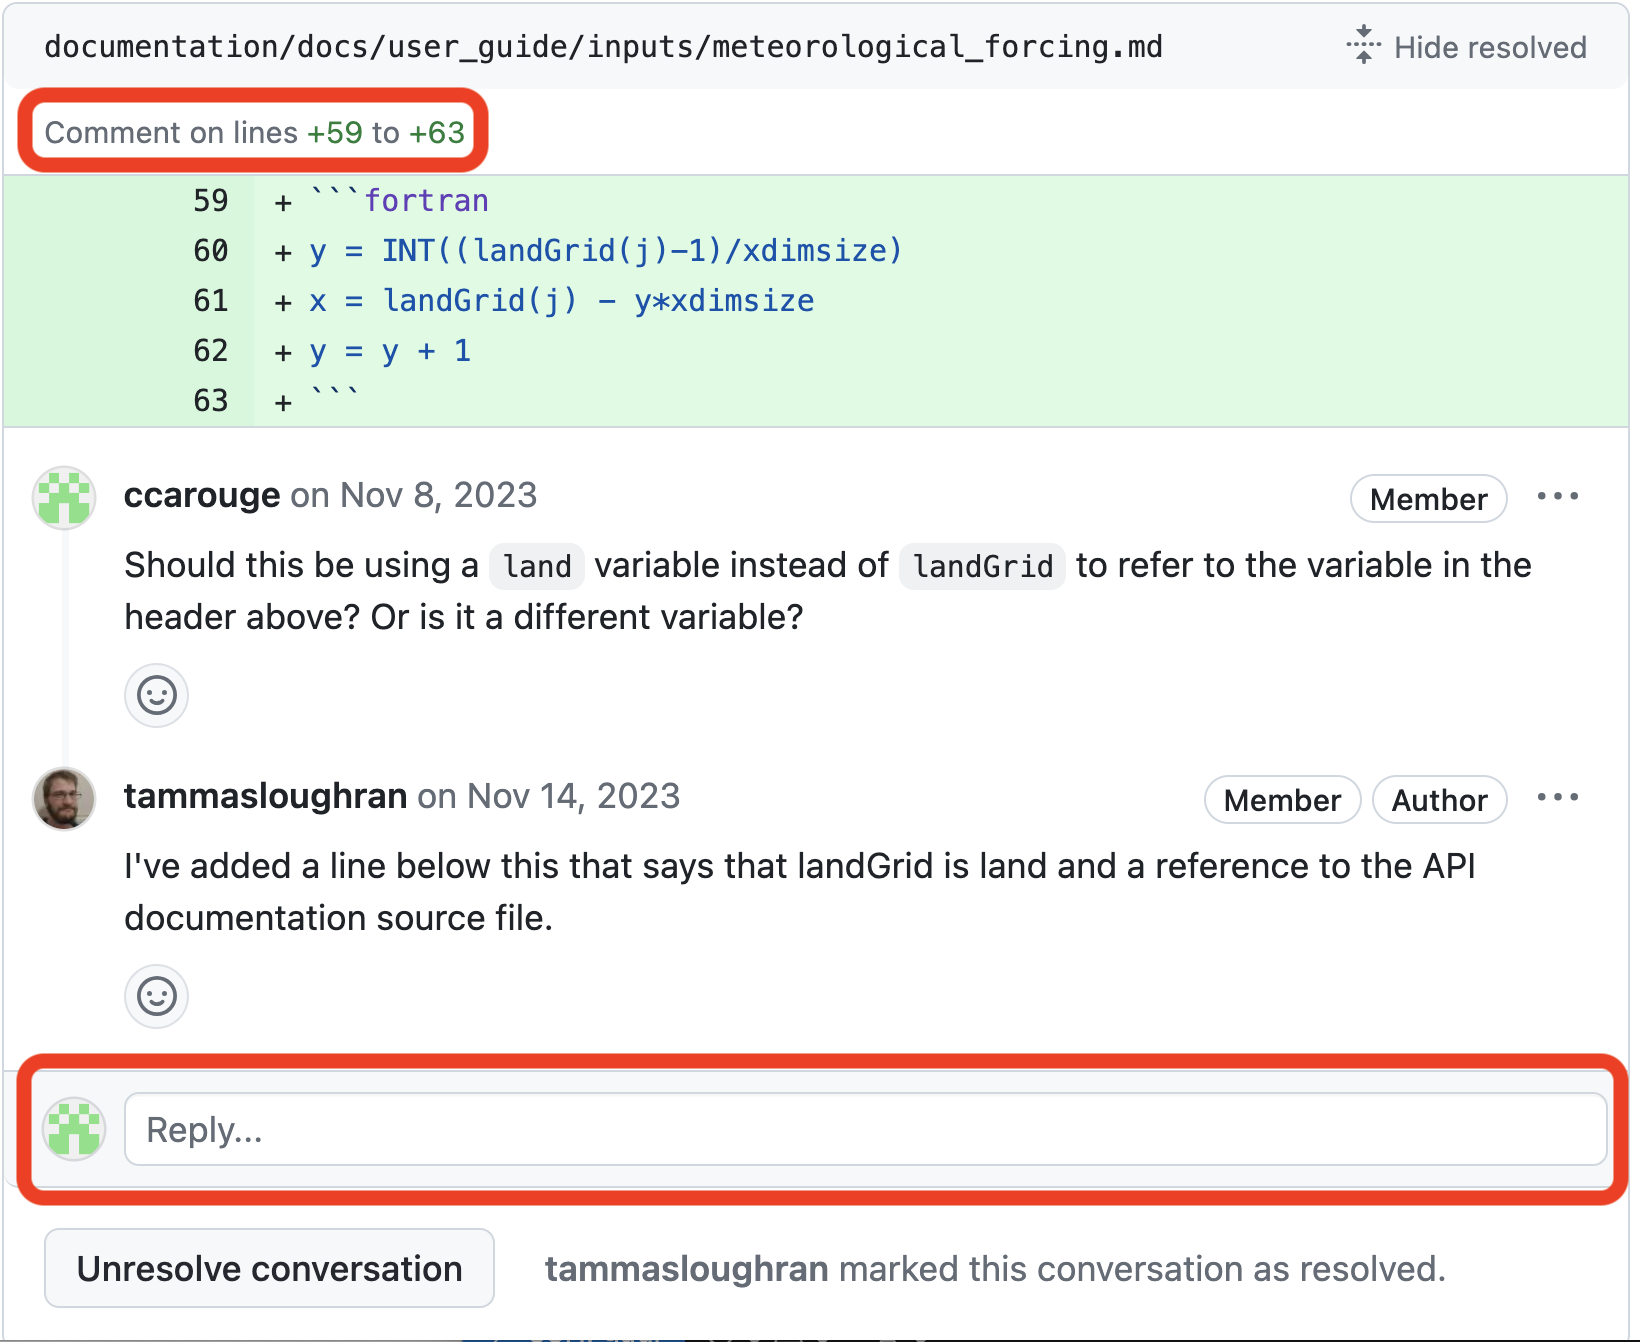 documentation/docs/user_guide/inputs/meteorological_forcing.md
Hide resolved
Comment on lines +59 to +63
59 + ```fortran
60 + y = INT((landGrid(j)-1)/xdimsize)
61 + x = landGrid(j) - y*xdimsize
62 + y = y + 1
63 + ```
ccarouge on Nov 8, 2023
Member
Should this be using a land variable instead of landGrid to refer to the variable in the
header above? Or is it a different variable?
tammasloughran on Nov 14, 2023
Member Author
I've added a line below this that says that landGrid is land and a reference to the API
documentation source file.
Reply...
Unresolve conversation
tammasloughran marked this conversation as resolved.